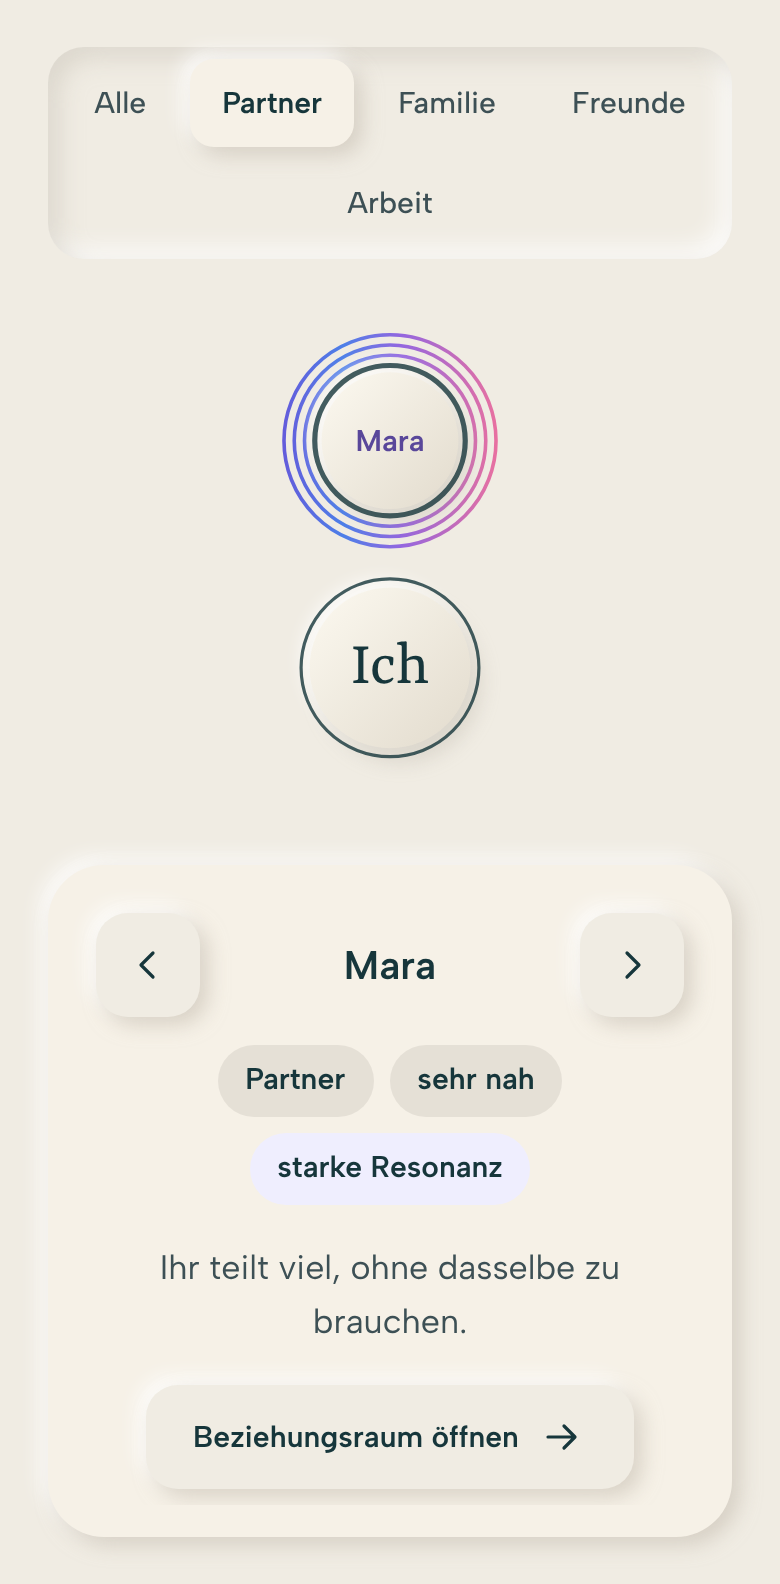 Alle Partner Familie Freunde
Arbeit
Mara
Ich
Mara
Partner sehr nah
starke Resonanz
Ihr teilt viel, ohne dasselbe zu
brauchen.
Beziehungsraum öffnen →